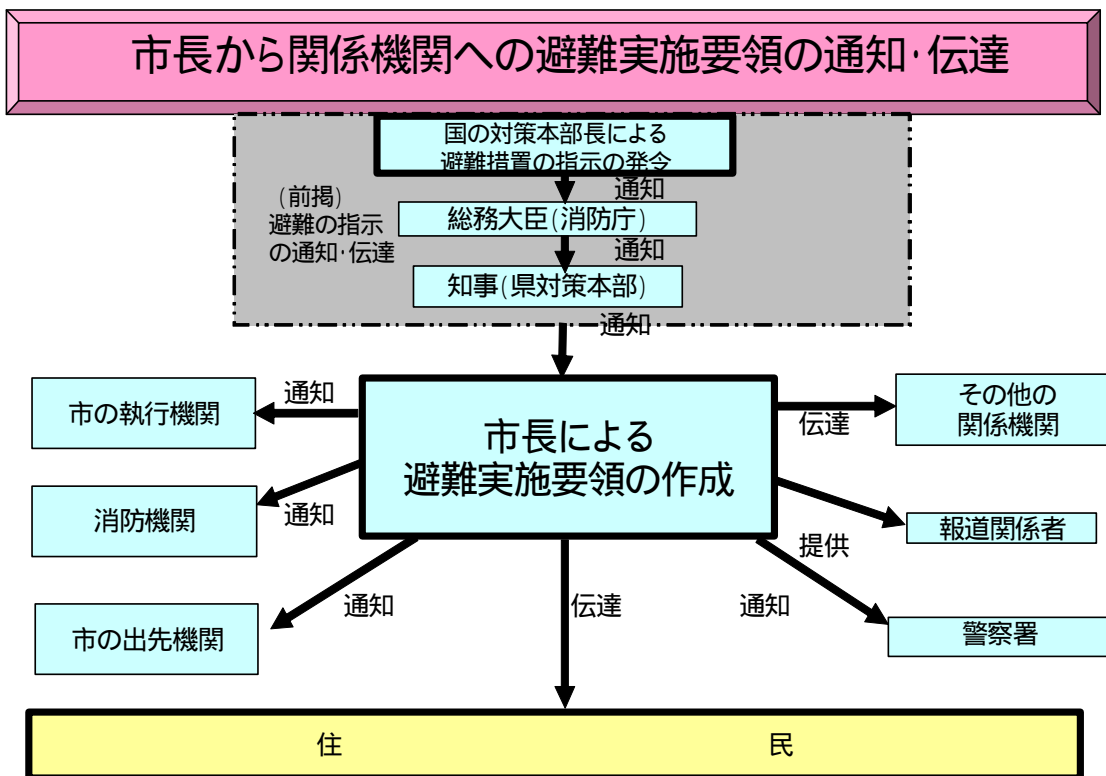 市長から関係機関への避難実施要領の通知･伝達
国の対策本部長による
避難措置の指示の発令
通知
(前掲)
避難の指示
の通知･伝達
総務大臣(消防庁)
通知
知事(県対策本部)
通知
市の執行機関
通知
市長による
避難実施要領の作成
伝達
その他の
関係機関
消防機関
通知
報道関係者
提供
市の出先機関
通知
伝達
通知
警察署
住民